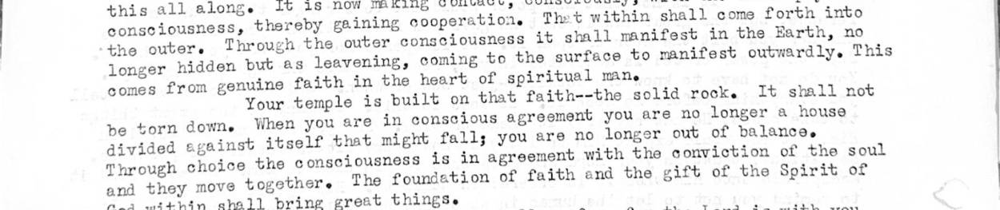 this all along. It is now making contact, consciously,
consciousness, thereby gaining cooperation. That within shall come forth into
the outer. Through the outer consciousness it shall manifest in the Earth, no
longer hidden but as leavening, coming to the surface to manifest outwardly. This
comes from genuine faith in the heart of spiritual man.
Your temple is built on that faith--the solid rock. It shall not
be torn down. When you are in conscious agreement you are no longer a house
divided against itself that might fall; you are no longer out of balance.
Through choice the consciousness is in agreement with the conviction of the soul
and they move together. The foundation of faith and the gift of the Spirit of
God within shall bring great things.
the Lord is with you